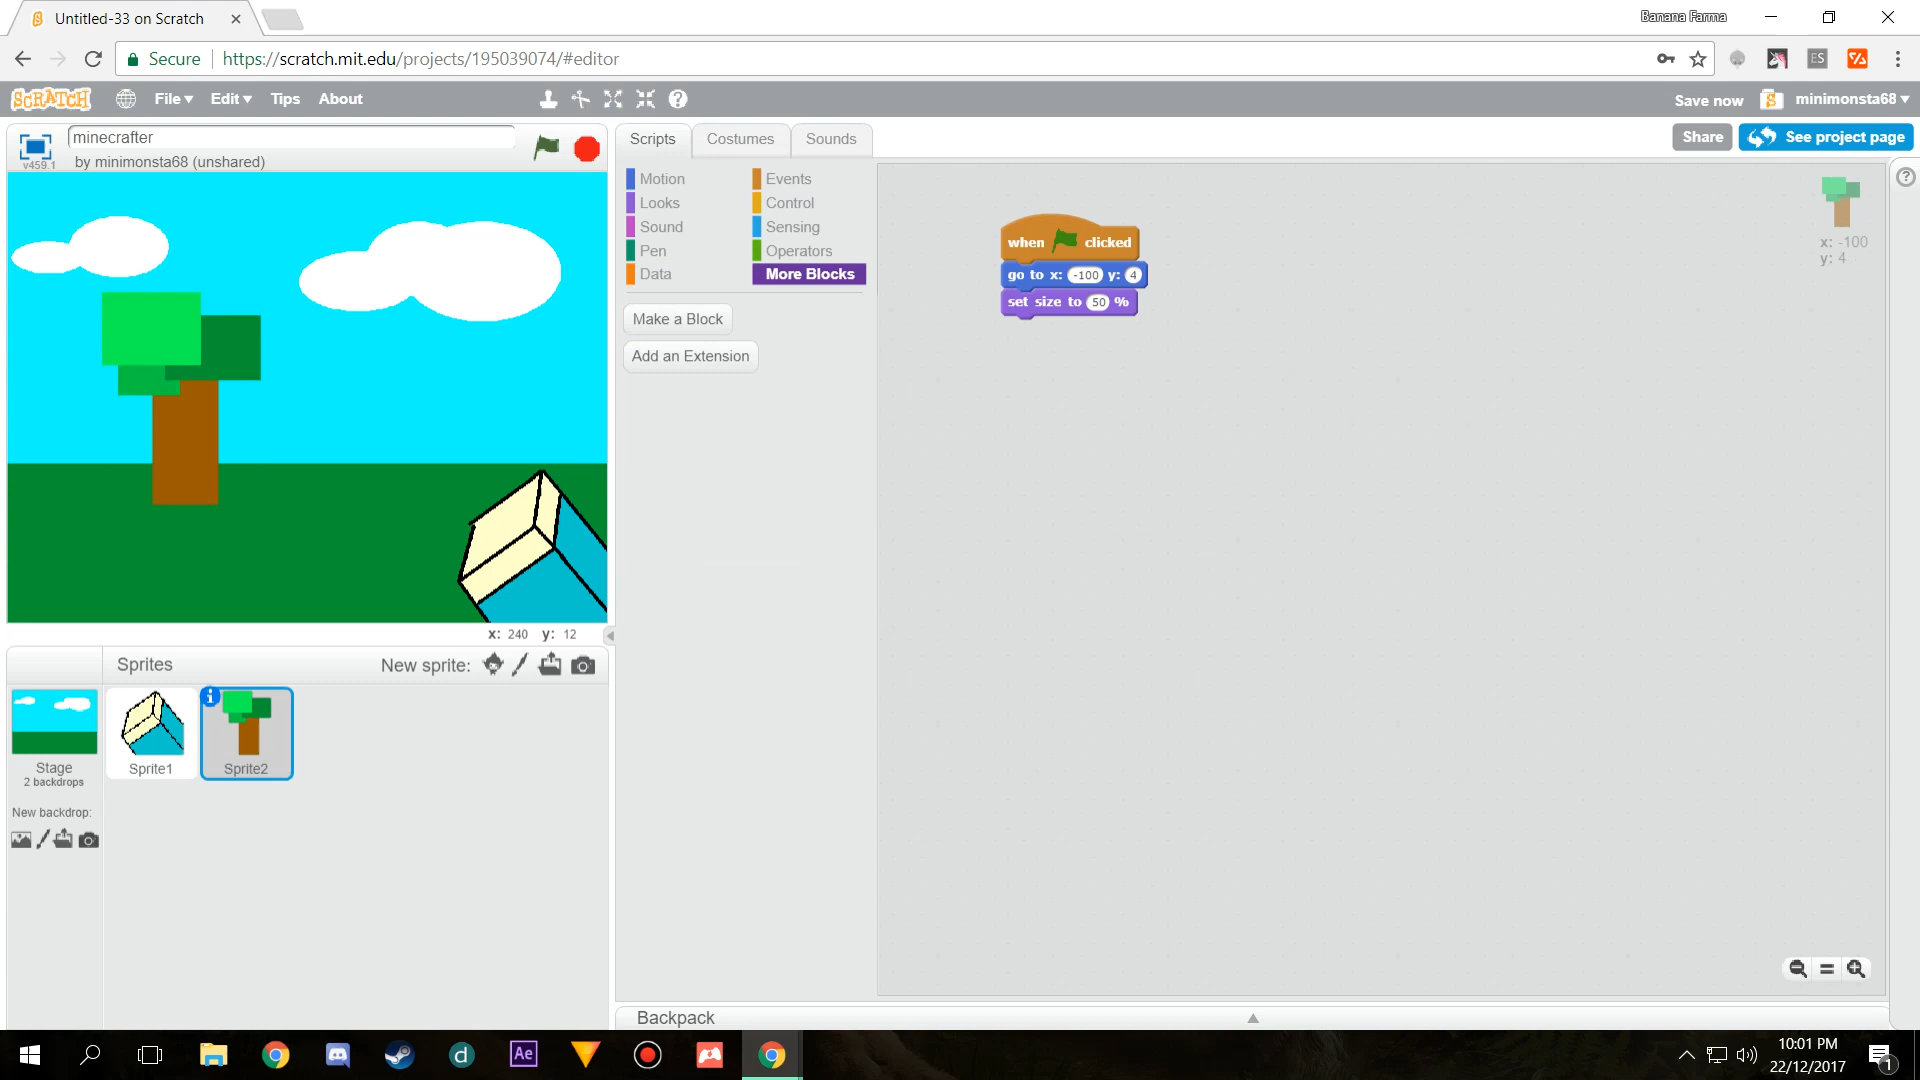 Untitled-33 on Scratch
Banana Farma
Secure
https://scratch.mit.edu/projects/195039074/#editor
ES
SCRATCH
File
Edit
Tips
About
Save now
minimonsta68
v459.1
minecrafter
by minimonsta68 (unshared)
Scripts
Costumes
Sounds
Share
See project page
Motion
Events
Looks
Control
Sound
Sensing
Pen
Operators
Data
More Blocks
Make a Block
Add an Extension
when clicked
go to x: -100 y: 4
set size to 50 %
x: -100
y: 4
x: 240 y: 12
Sprites
New sprite:
Stage
2 backdrops
Sprite1
Sprite2
New backdrop:
Backpack
d
Ae
10:01 PM
22/12/2017
1